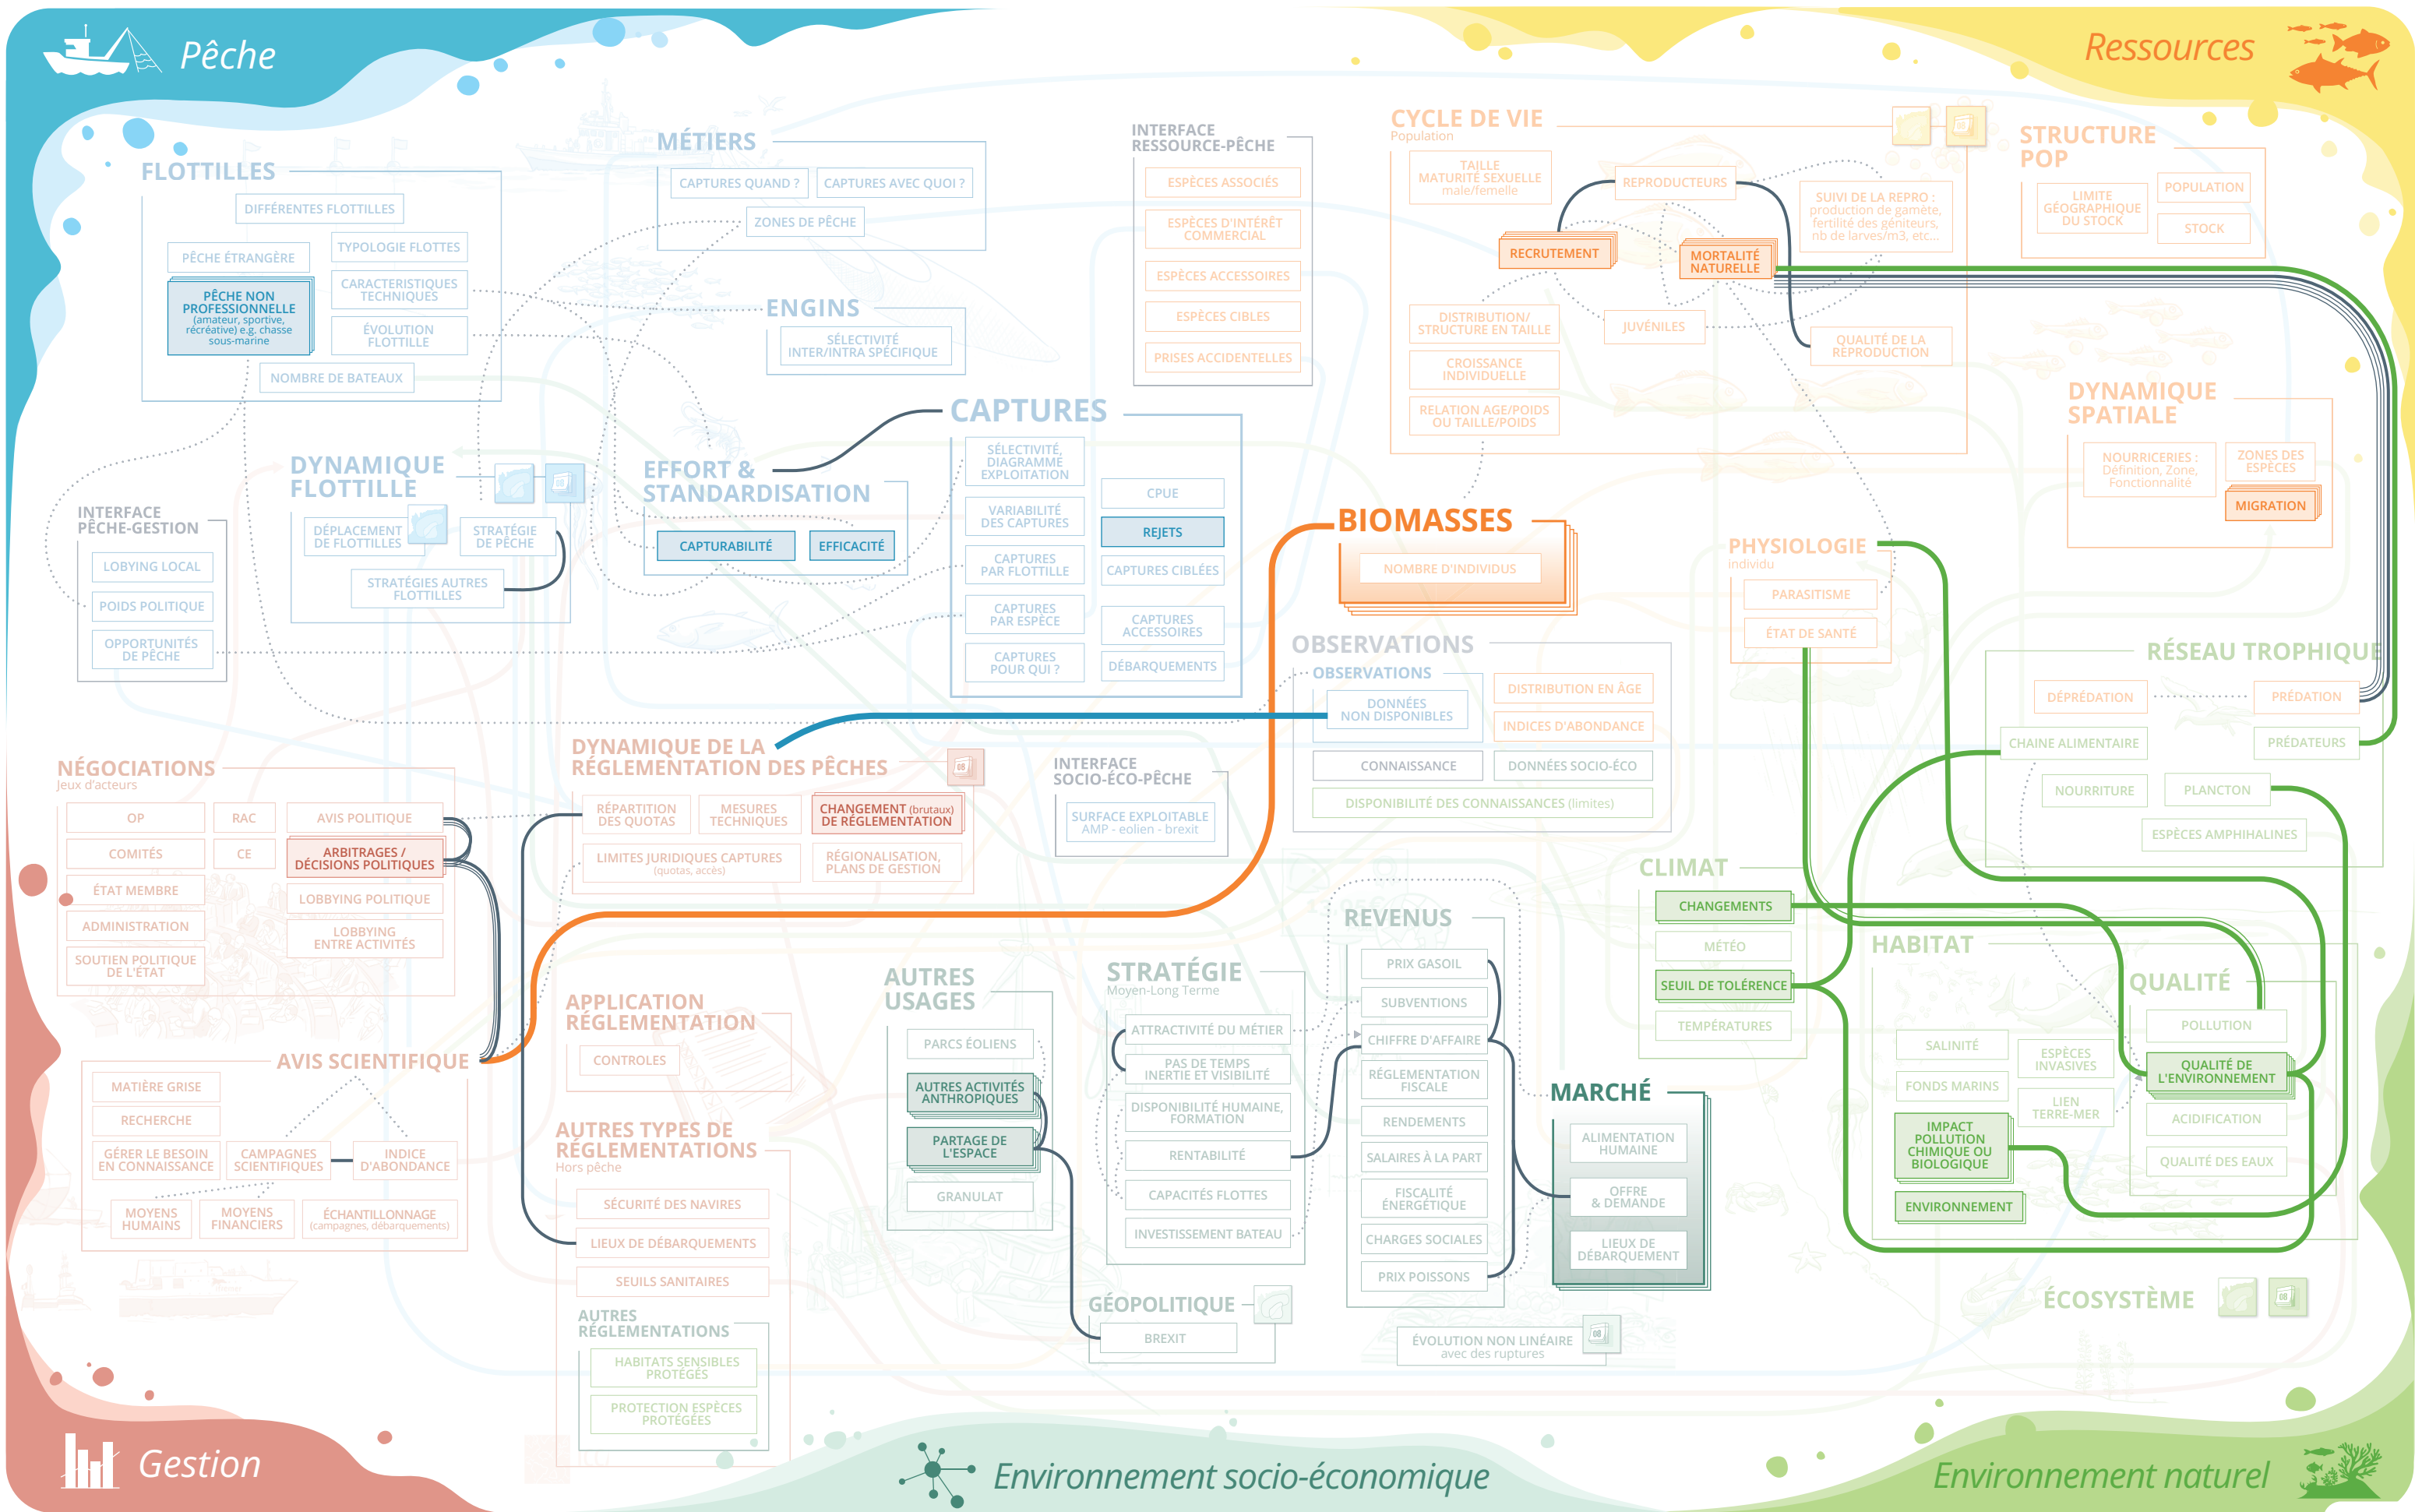 Pêche
Ressources
FLOTTILLES
DIFFÉRENTES FLOTTILLES
PÊCHE ÉTRANGÈRE
TYPOLOGIE FLOTTES
PÊCHE NON
PROFESSIONNELLE
(amateur, sportive,
récréative) e.g. chasse
sous-marine
CARACTERISTIQUES
TECHNIQUES
ÉVOLUTION
FLOTTILLE
NOMBRE DE BATEAUX
MÉTIERS
CAPTURES QUAND ?
CAPTURES AVEC QUOI ?
ZONES DE PÊCHE
ENGINS
SÉLECTIVITÉ
INTER/INTRA SPÉCIFIQUE
INTERFACE
RESSOURCE-PÊCHE
ESPÈCES ASSOCIÉS
ESPÈCES D'INTÉRÊT
COMMERCIAL
ESPÈCES ACCESSOIRES
ESPÈCES CIBLES
PRISES ACCIDENTELLES
CYCLE DE VIE
Population
TAILLE
MATURITÉ SEXUELLE
male/femelle
REPRODUCTEURS
SUIVI DE LA REPRO :
production de gamète,
fertilité des géniteurs,
nb de larves/m3, etc...
RECRUTEMENT
MORTALITÉ
NATURELLE
DISTRIBUTION/
STRUCTURE EN TAILLE
JUVÉNILES
QUALITÉ DE LA
REPRODUCTION
CROISSANCE
INDIVIDUELLE
RELATION AGE/POIDS
OU TAILLE/POIDS
08
STRUCTURE
POP
LIMITE
GÉOGRAPHIQUE
DU STOCK
POPULATION
STOCK
DYNAMIQUE
SPATIALE
NOURRICERIES :
Définition, Zone,
Fonctionnalité
ZONES DES
ESPÈCES
MIGRATION
INTERFACE
PÊCHE-GESTION
LOBYING LOCAL
POIDS POLITIQUE
OPPORTUNITÉS
DE PÊCHE
DYNAMIQUE
FLOTTILLE
08
DÉPLACEMENT
DE FLOTTILLES
STRATÉGIE
DE PÊCHE
STRATÉGIES AUTRES
FLOTTILLES
EFFORT &
STANDARDISATION
CAPTURABILITÉ
EFFICACITÉ
CAPTURES
SÉLECTIVITÉ,
DIAGRAMME
EXPLOITATION
VARIABILITÉ
DES CAPTURES
CAPTURES
PAR FLOTTILLE
CAPTURES
PAR ESPÈCE
CAPTURES
POUR QUI ?
CPUE
REJETS
CAPTURES CIBLÉES
CAPTURES
ACCESSOIRES
DÉBARQUEMENTS
BIOMASSES
NOMBRE D'INDIVIDUS
PHYSIOLOGIE
individu
PARASITISME
ÉTAT DE SANTÉ
OBSERVATIONS
OBSERVATIONS
DONNÉES
NON DISPONIBLES
DISTRIBUTION EN ÂGE
INDICES D'ABONDANCE
CONNAISSANCE
DONNÉES SOCIO-ÉCO
DISPONIBILITÉ DES CONNAISSANCES (limites)
RÉSEAU TROPHIQUE
DÉPRÉDATION
PRÉDATION
CHAINE ALIMENTAIRE
PRÉDATEURS
NOURRITURE
PLANCTON
ESPÈCES AMPHIHALINES
NÉGOCIATIONS
Jeux d'acteurs
OP
RAC
AVIS POLITIQUE
COMITÉS
CE
ARBITRAGES /
DÉCISIONS POLITIQUES
ÉTAT MEMBRE
LOBBYING POLITIQUE
ADMINISTRATION
LOBBYING
ENTRE ACTIVITÉS
SOUTIEN POLITIQUE
DE L'ÉTAT
DYNAMIQUE DE LA
RÉGLEMENTATION DES PÊCHES
08
RÉPARTITION
DES QUOTAS
MESURES
TECHNIQUES
CHANGEMENT (brutaux)
DE RÉGLEMENTATION
LIMITES JURIDIQUES CAPTURES
(quotas, accès)
RÉGIONALISATION,
PLANS DE GESTION
INTERFACE
SOCIO-ÉCO-PÊCHE
SURFACE EXPLOITABLE
AMP - eolien - brexit
AVIS SCIENTIFIQUE
MATIÈRE GRISE
RECHERCHE
GÉRER LE BESOIN
EN CONNAISSANCE
CAMPAGNES
SCIENTIFIQUES
INDICE
D'ABONDANCE
MOYENS
HUMAINS
MOYENS
FINANCIERS
ÉCHANTILLONNAGE
(campagnes, débarquements)
APPLICATION
RÉGLEMENTATION
CONTROLES
AUTRES TYPES DE
RÉGLEMENTATIONS
Hors pêche
SÉCURITÉ DES NAVIRES
LIEUX DE DÉBARQUEMENTS
SEUILS SANITAIRES
AUTRES
RÉGLEMENTATIONS
HABITATS SENSIBLES
PROTÉGÉS
PROTECTION ESPÈCES
PROTÉGÉES
AUTRES
USAGES
PARCS ÉOLIENS
AUTRES ACTIVITÉS
ANTHROPIQUES
PARTAGE DE
L'ESPACE
GRANULAT
STRATÉGIE
Moyen-Long Terme
ATTRACTIVITÉ DU MÉTIER
PAS DE TEMPS
INERTIE ET VISIBILITÉ
DISPONIBILITÉ HUMAINE,
FORMATION
RENTABILITÉ
CAPACITÉS FLOTTES
INVESTISSEMENT BATEAU
GÉOPOLITIQUE
BREXIT
REVENUS
PRIX GASOIL
SUBVENTIONS
CHIFFRE D'AFFAIRE
RÉGLEMENTATION
FISCALE
RENDEMENTS
SALAIRES À LA PART
FISCALITÉ
ÉNERGÉTIQUE
CHARGES SOCIALES
PRIX POISSONS
ÉVOLUTION NON LINÉAIRE
avec des ruptures
08
MARCHÉ
ALIMENTATION
HUMAINE
OFFRE
& DEMANDE
LIEUX DE
DÉBARQUEMENT
CLIMAT
CHANGEMENTS
MÉTÉO
SEUIL DE TOLÉRENCE
TEMPÉRATURES
HABITAT
SALINITÉ
ESPÈCES
INVASIVES
FONDS MARINS
LIEN
TERRE-MER
IMPACT
POLLUTION
CHIMIQUE OU
BIOLOGIQUE
ENVIRONNEMENT
QUALITÉ
POLLUTION
QUALITÉ DE
L'ENVIRONNEMENT
ACIDIFICATION
QUALITÉ DES EAUX
ÉCOSYSTÈME
08
Gestion
Environnement socio-économique
Environnement naturel